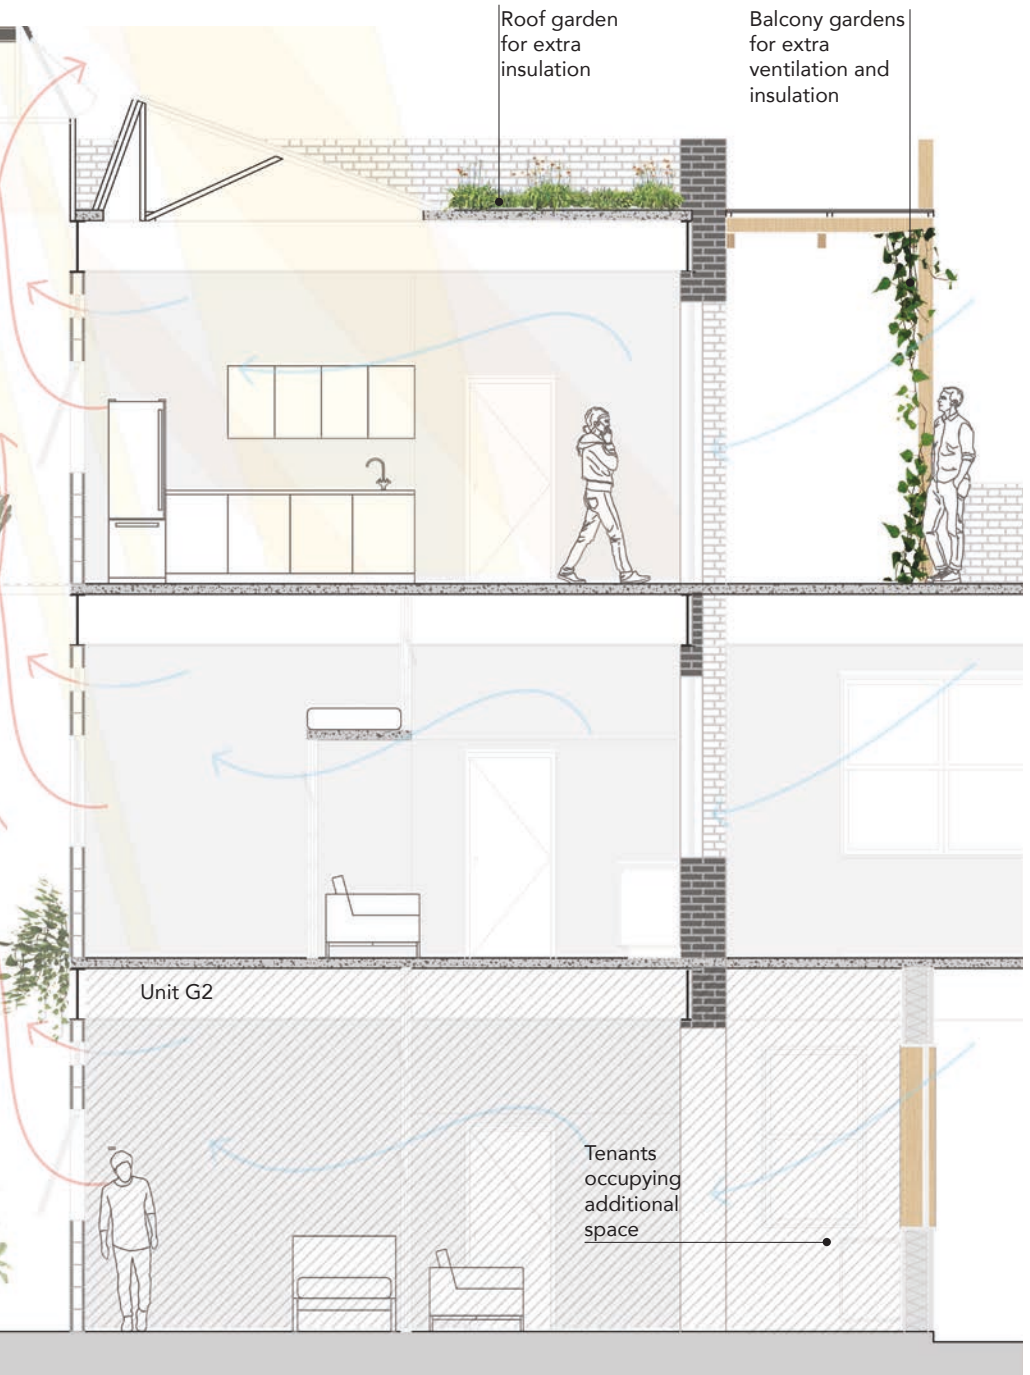 Roof garden
for extra
insulation
Balcony gardens
for extra
ventilation and
insulation
Unit G2
Tenants
occupying
additional
space